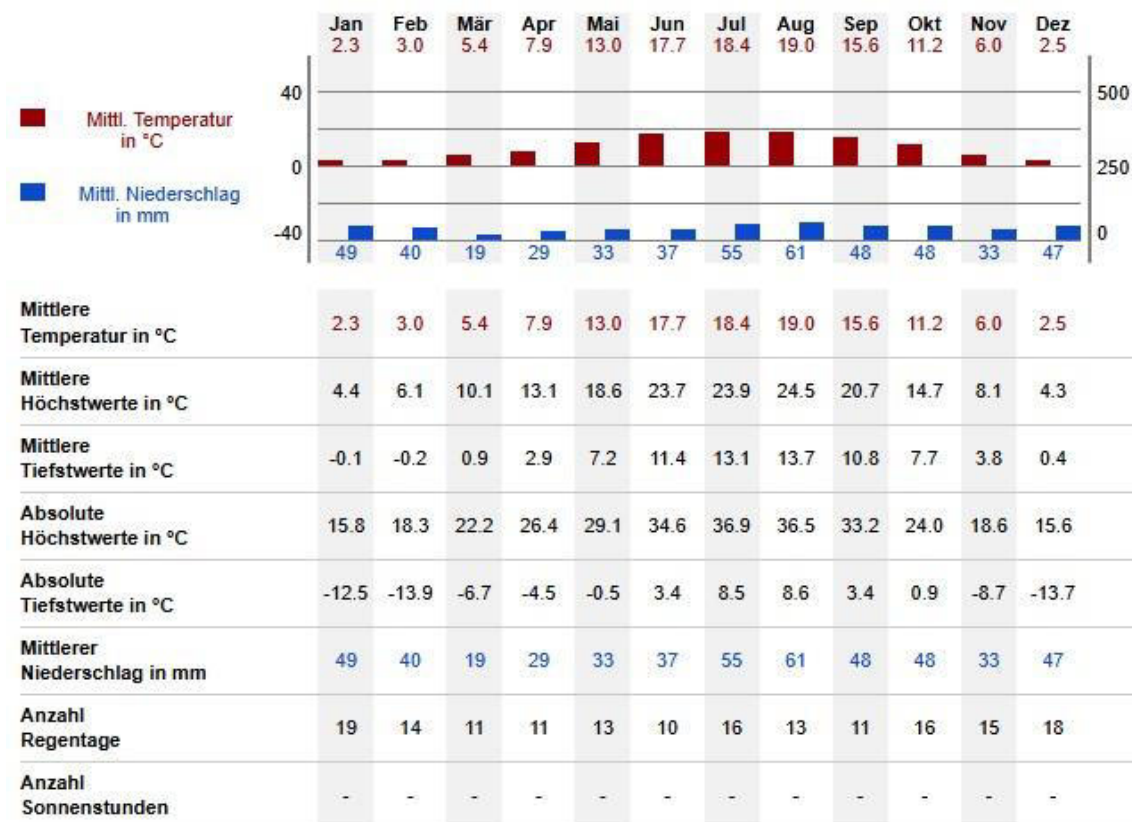 Jan Feb Mär Apr Mai Jun Jul Aug Sep Okt Nov Dez
2.3 3.0 5.4 7.9 13.0 17.7 18.4 19.0 15.6 11.2 6.0 2.5
40 500
Mittl. Temperatur
in °C
0 250
Mittl. Niederschlag
in mm
-40 0
49 40 19 29 33 37 55 61 48 48 33 47
Mittlere
Temperatur in °C
2.3 3.0 5.4 7.9 13.0 17.7 18.4 19.0 15.6 11.2 6.0 2.5
Mittlere
Höchstwerte in °C
4.4 6.1 10.1 13.1 18.6 23.7 23.9 24.5 20.7 14.7 8.1 4.3
Mittlere
Tiefstwerte in °C
-0.1 -0.2 0.9 2.9 7.2 11.4 13.1 13.7 10.8 7.7 3.8 0.4
Absolute
Höchstwerte in °C
15.8 18.3 22.2 26.4 29.1 34.6 36.9 36.5 33.2 24.0 18.6 15.6
Absolute
Tiefstwerte in °C
-12.5 -13.9 -6.7 -4.5 -0.5 3.4 8.5 8.6 3.4 0.9 -8.7 -13.7
Mittlerer
Niederschlag in mm
49 40 19 29 33 37 55 61 48 48 33 47
Anzahl
Regentage
19 14 11 11 13 10 16 13 11 16 15 18
Anzahl
Sonnenstunden
- - - - - - - - - - - -